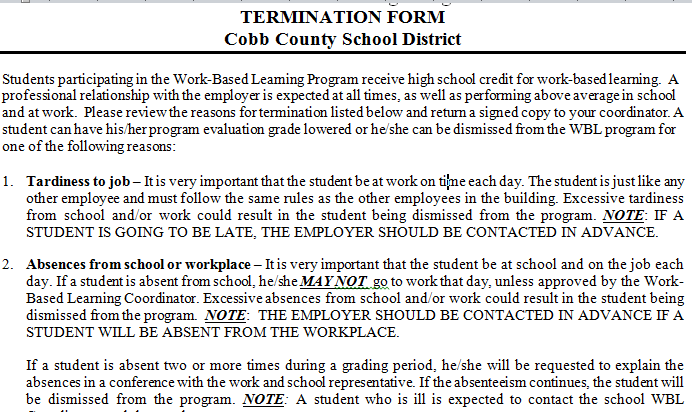 TERMINATION FORM
Cobb County School District
Students participating in the Work-Based Learning Program receive high school credit for work-based learning. A
professional relationship with the employer is expected at all times, as well as performing above average in school
and at work. Please review the reasons for termination listed below and return a signed copy to your coordinator. A
student can have his/her program evaluation grade lowered or he/she can be dismissed from the WBL program for
one of the following reasons:
1. Tardiness to job – It is very important that the student be at work on time each day. The student is just like any
other employee and must follow the same rules as the other employees in the building. Excessive tardiness
from school and/or work could result in the student being dismissed from the program. NOTE: IF A
STUDENT IS GOING TO BE LATE, THE EMPLOYER SHOULD BE CONTACTED IN ADVANCE.
2. Absences from school or workplace – It is very important that the student be at school and on the job each
day. If a student is absent from school, he/she MAY NOT go to work that day, unless approved by the Work-
Based Learning Coordinator. Excessive absences from school and/or work could result in the student being
dismissed from the program. NOTE: THE EMPLOYER SHOULD BE CONTACTED IN ADVANCE IF A
STUDENT WILL BE ABSENT FROM THE WORKPLACE.
If a student is absent two or more times during a grading period, he/she will be requested to explain the
absences in a conference with the work and school representative. If the absenteeism continues, the student will
be dismissed from the program. NOTE: A student who is ill is expected to contact the school WBL